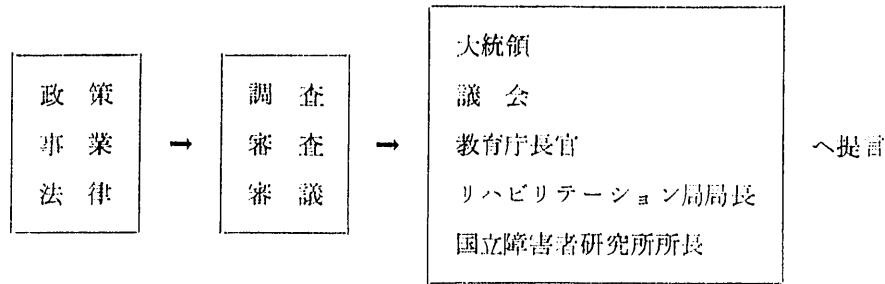 政策
事業
法律
→
調査
審査
審議
→
大統領
議会
教育庁長官
リハビリテーション局局長
国立障害者研究所所長
へ提言